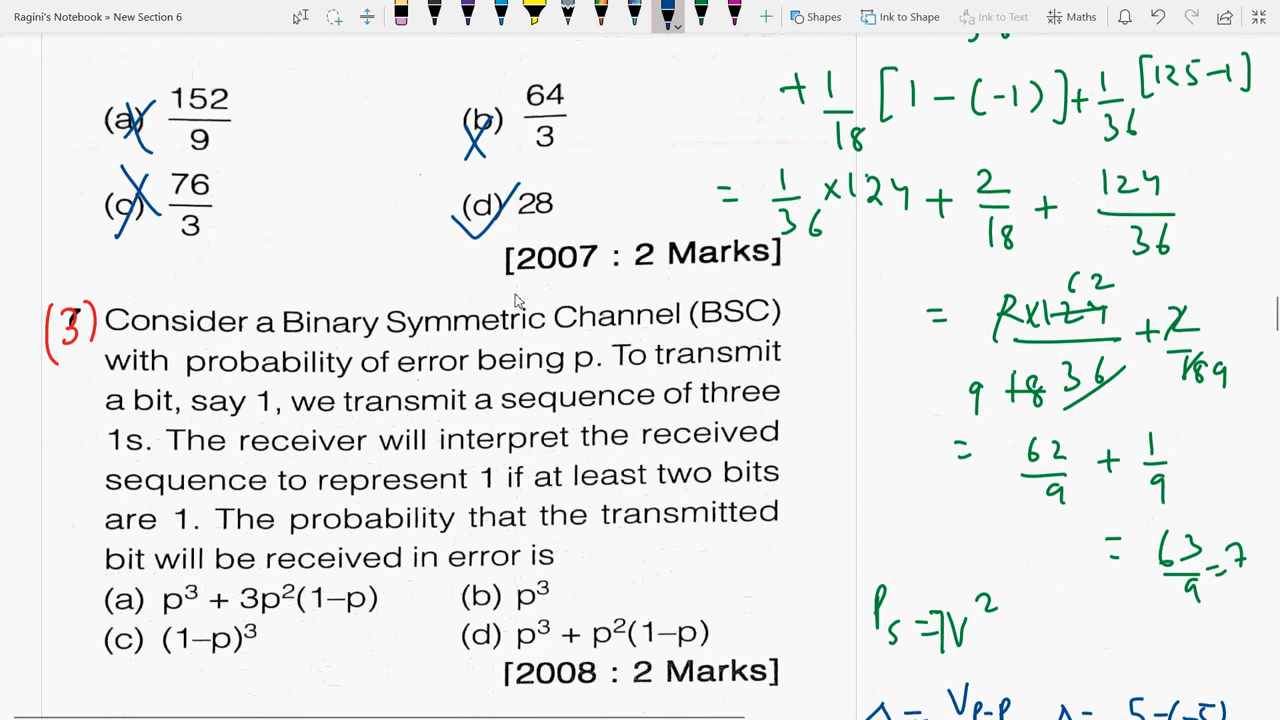 Ragini's Notebook » New Section 6
Shapes
Ink to Shape
Ink to Text
Maths
(a) 152/9
(b) 64/3
(c) 76/3
(d) 28
[2007 : 2 Marks]
(3) Consider a Binary Symmetric Channel (BSC)
with probability of error being p. To transmit
a bit, say 1, we transmit a sequence of three
1s. The receiver will interpret the received
sequence to represent 1 if at least two bits
are 1. The probability that the transmitted
bit will be received in error is
(a) p³ + 3p²(1–p)
(b) p³
(c) (1–p)³
(d) p³ + p²(1–p)
[2008 : 2 Marks]
+ 1/18 [1 – (-1)] + 1/36 [125-1]
= 1/36 ×124 + 2/18 + 124/36
= 62/9 + 1/9
= 63/9 = 7
Ps = 7V²